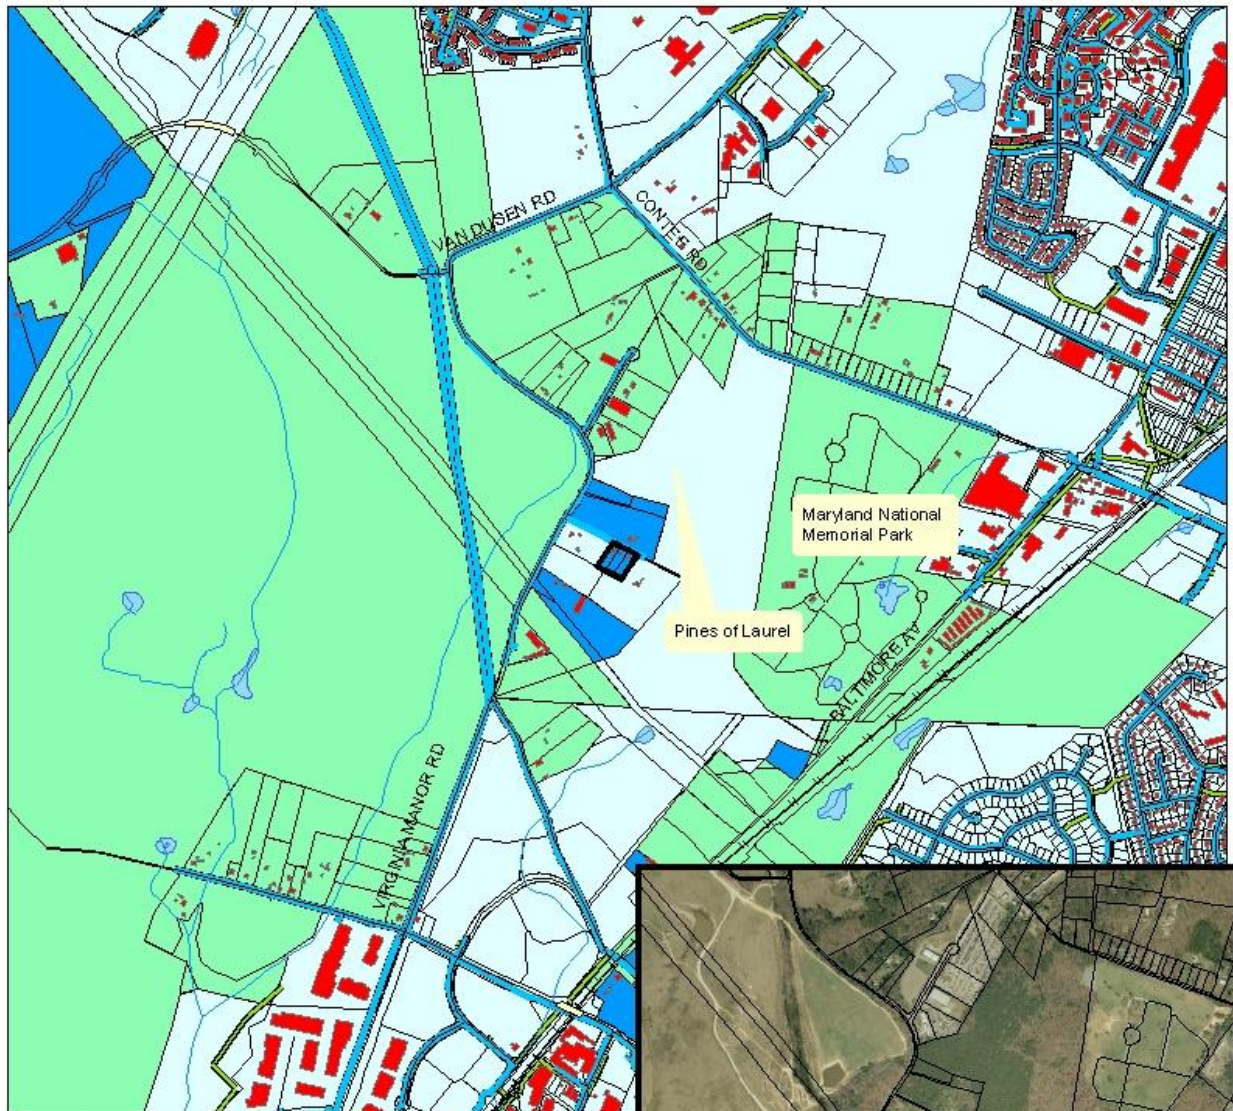 VAN DUSEN RD
CONTEE RD
Maryland National
Memorial Park
Pines of Laurel
BALTIMORE AV
VIRGINIA MANOR RD